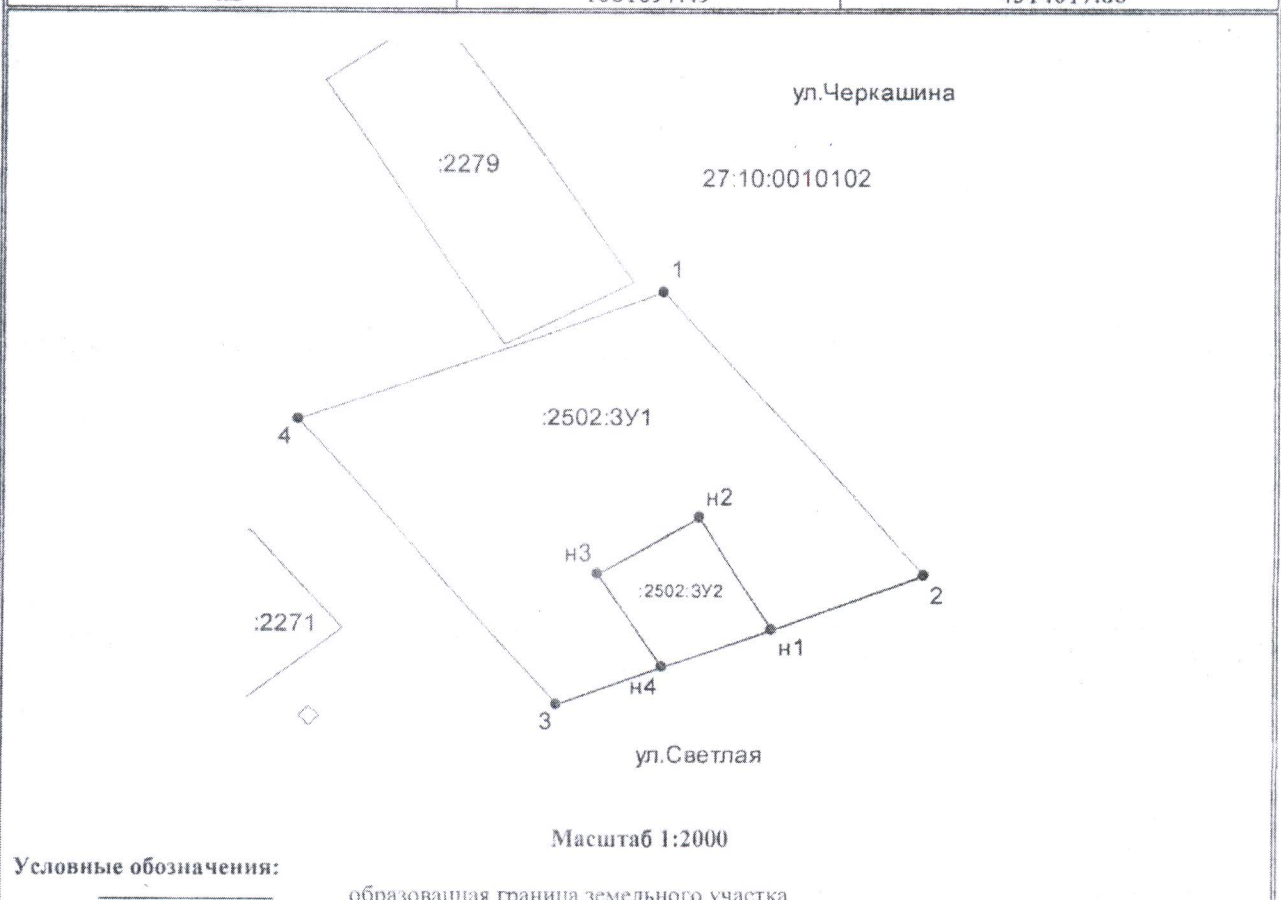 ул.Черкашина
:2279
27:10:0010102
1
:2502:ЗУ1
4
н2
н3
:2502:ЗУ2
2
:2271
н1
н4
3
ул.Светлая
Масштаб 1:2000
Условные обозначения:
образованная граница земельного участка